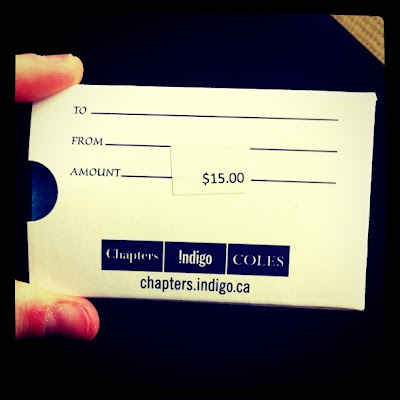 TO
FROM
AMOUNT $15.00
Chapters !ndigo COLES
chapters.indigo.ca